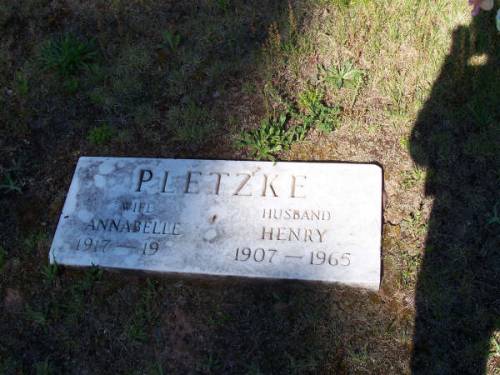 PLETZKE
WIFE HUSBAND
ANNABELLE HENRY
1917 — 19 1907 — 1965